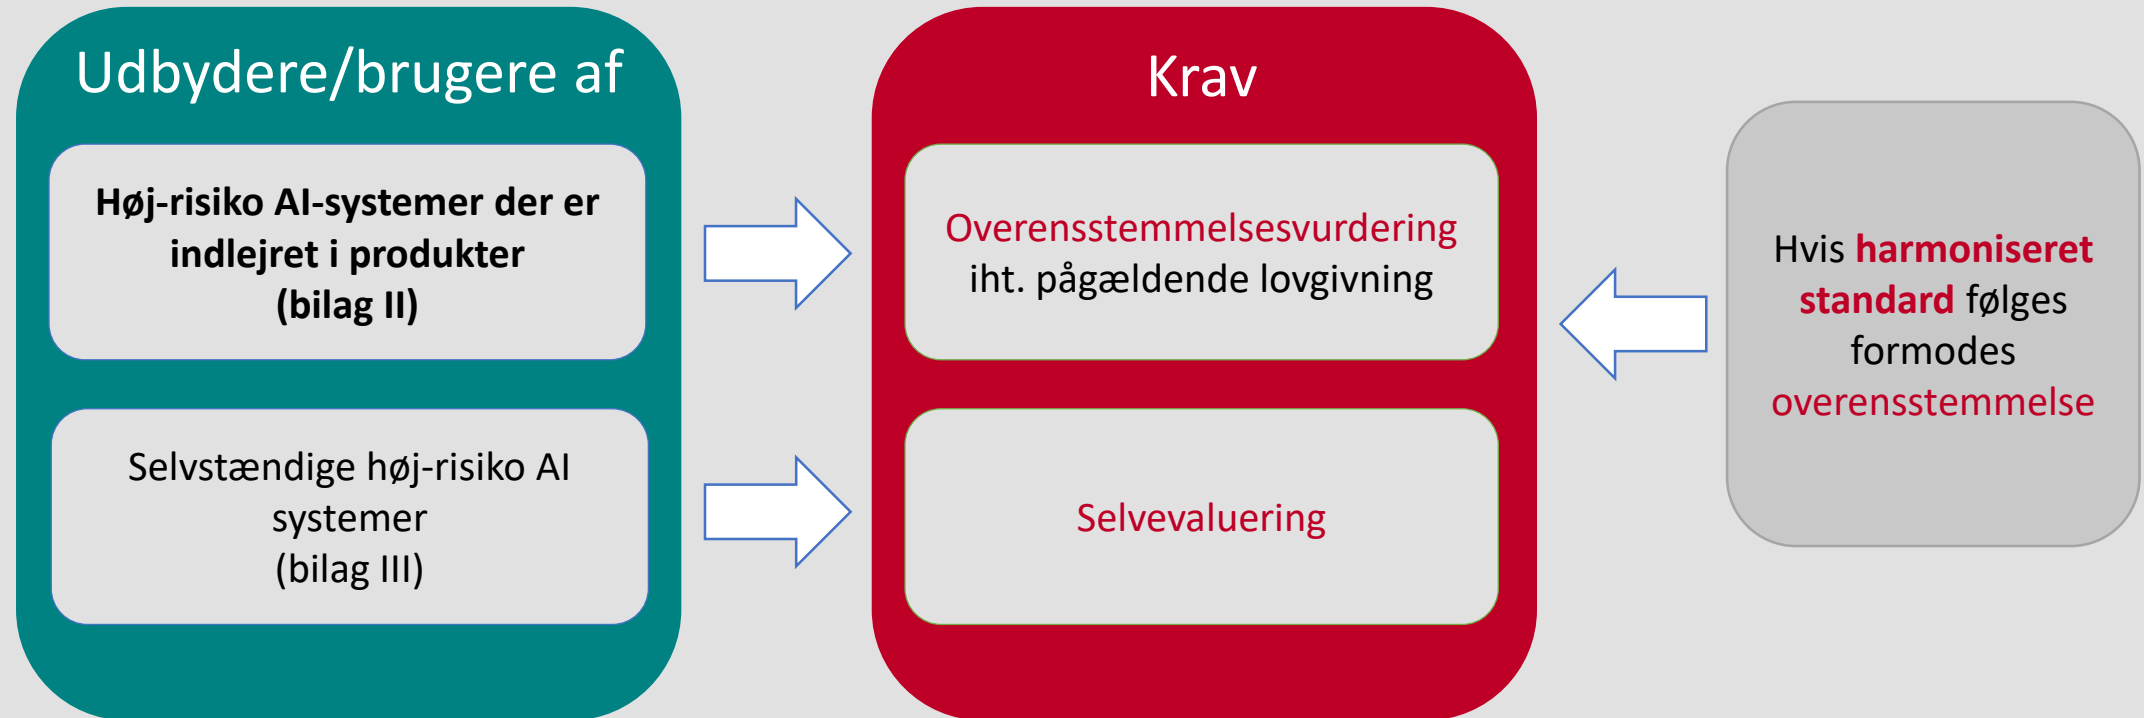 Udbydere/brugere af
Høj-risiko AI-systemer der er
indlejret i produkter
(bilag II)
Selvstændige høj-risiko AI
systemer
(bilag III)
Krav
Overensstemmelsesvurdering
iht. pågældende lovgivning
Selvevaluering
Hvis harmoniseret
standard følges
formodes
overensstemmelse